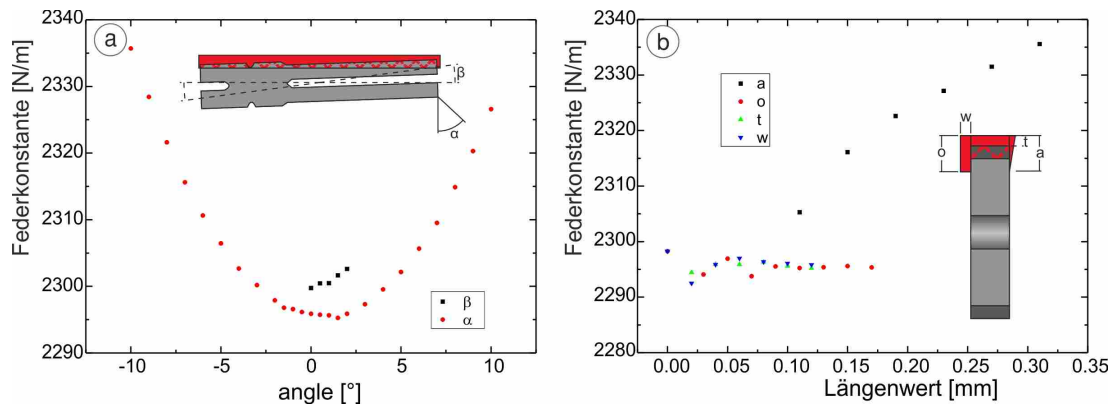 a
Federkonstante [N/m]
2340
2330
2320
2310
2300
2290
-10
-5
0
5
10
angle [°]
β
α
β
α
b
Federkonstante [N/m]
2340
2330
2320
2310
2300
2290
2280
0.00
0.05
0.10
0.15
0.20
0.25
0.30
0.35
Längenwert [mm]
a
o
t
w
w
o
t
a